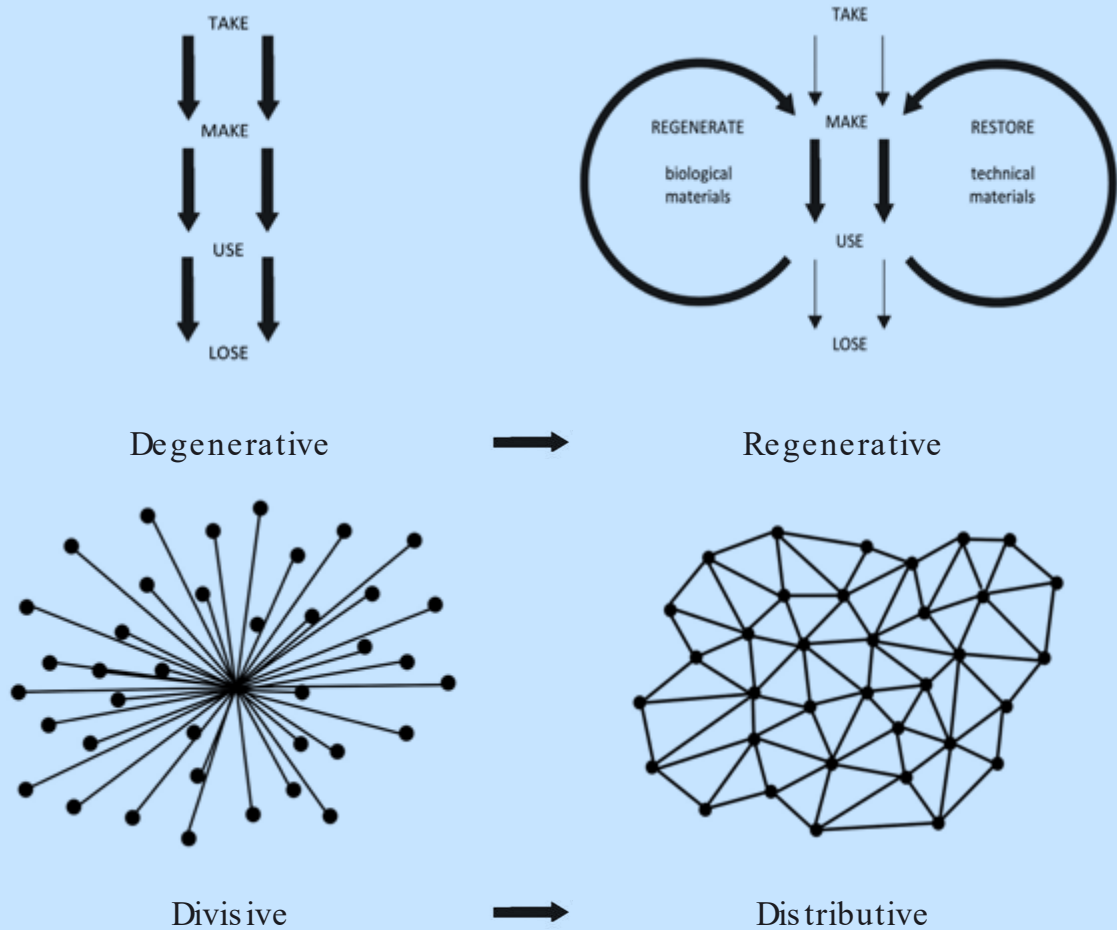 TAKE
MAKE
USE
LOSE
TAKE
MAKE
REGENERATE
biological
materials
RESTORE
technical
materials
USE
LOSE
Degenerative
Regenerative
Divisive
Distributive